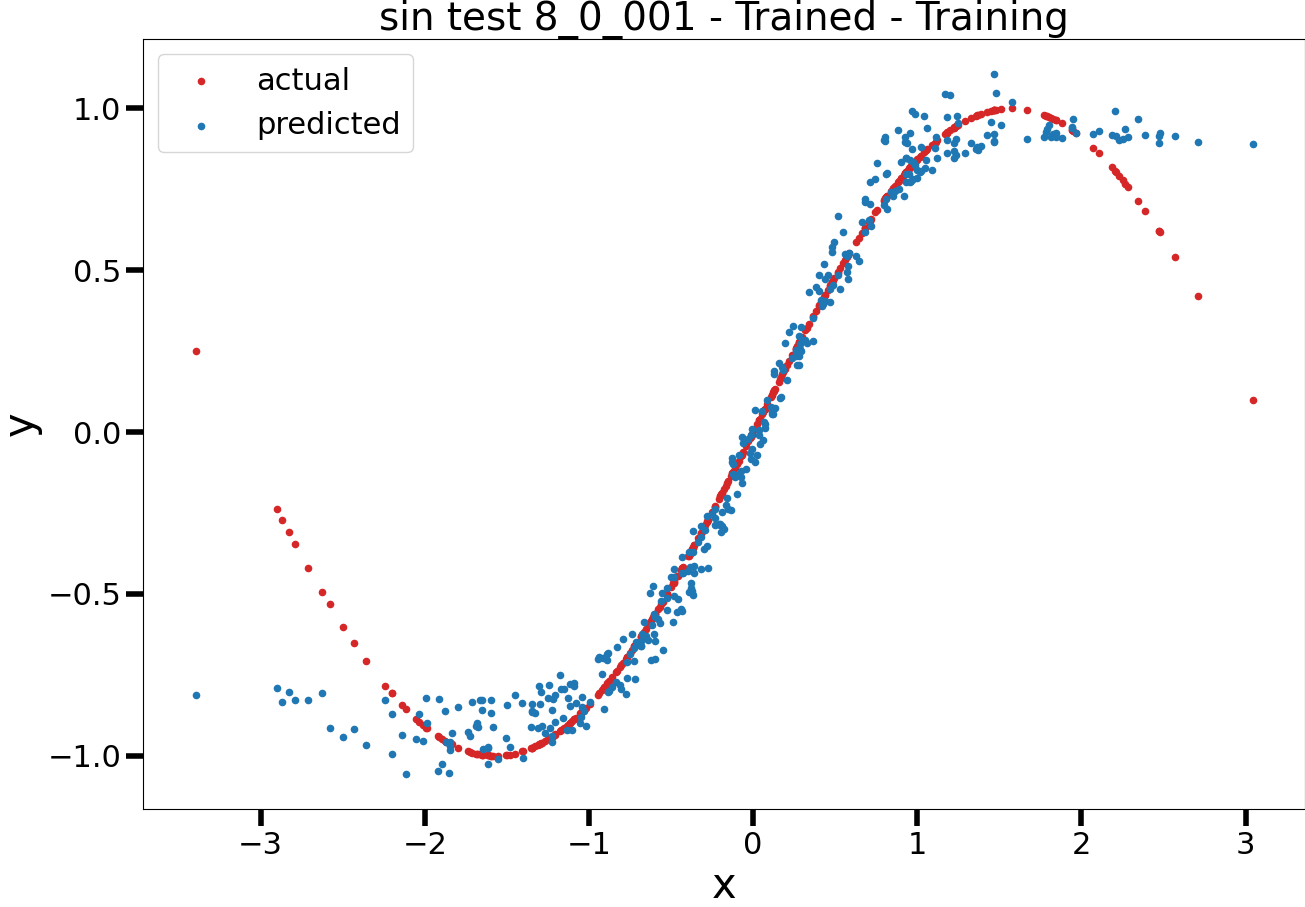 sin test 8_0_001 - Trained - Training
actual
predicted
1.0
0.5
0.0
−0.5
−1.0
y
−3 −2 −1 0 1 2 3
x